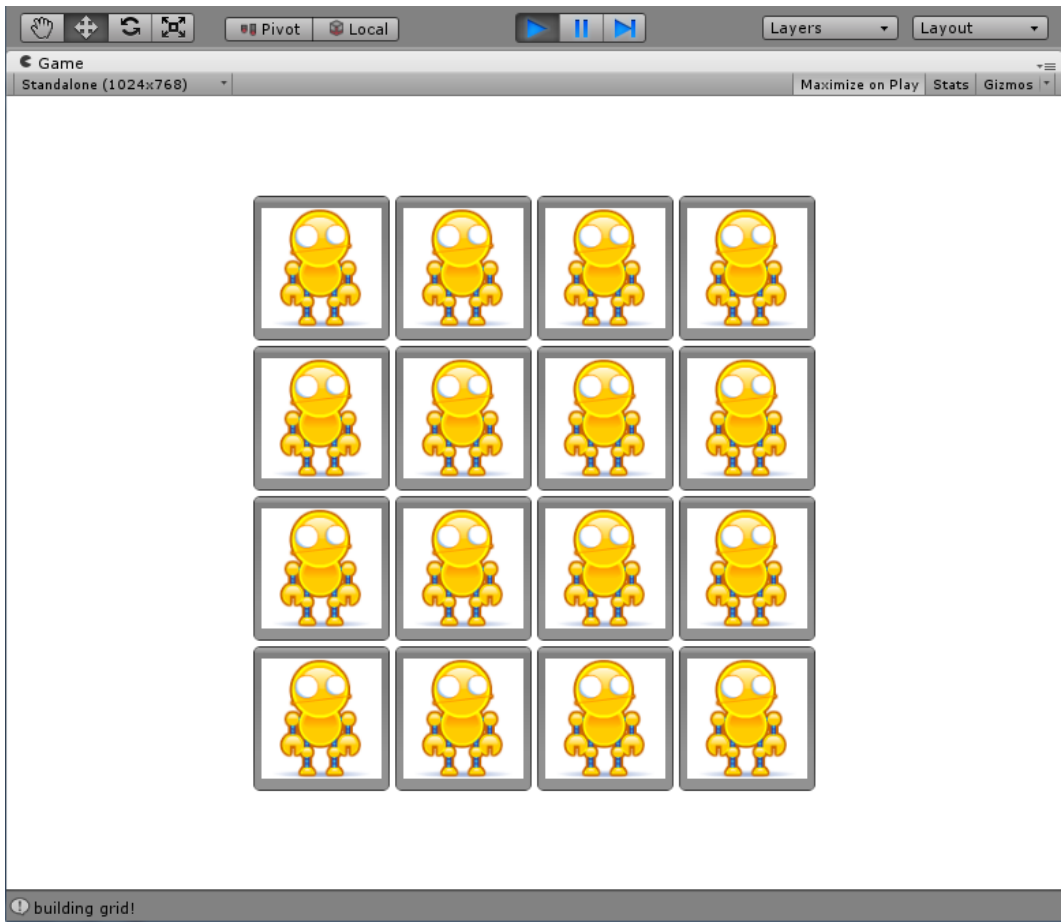 Pivot Local Layers Layout
Game
Standalone (1024x768) Maximize on Play Stats Gizmos
building grid!